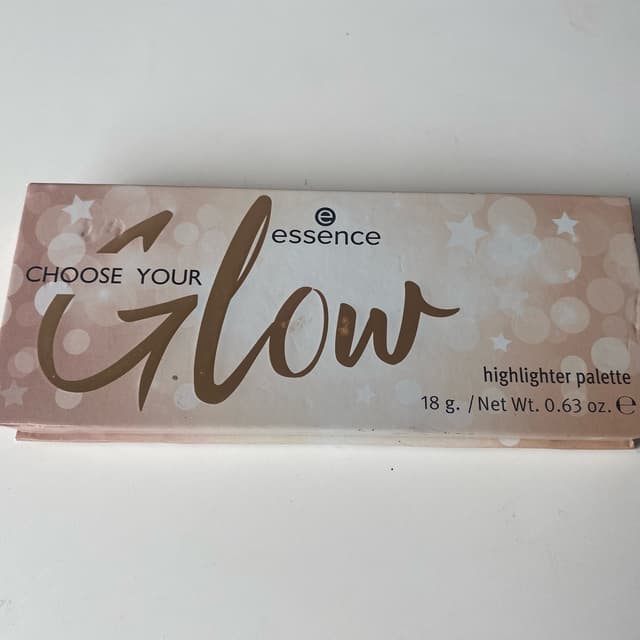 essence
CHOOSE YOUR
Glow
highlighter palette
18 g. / Net Wt. 0.63 oz. ℮